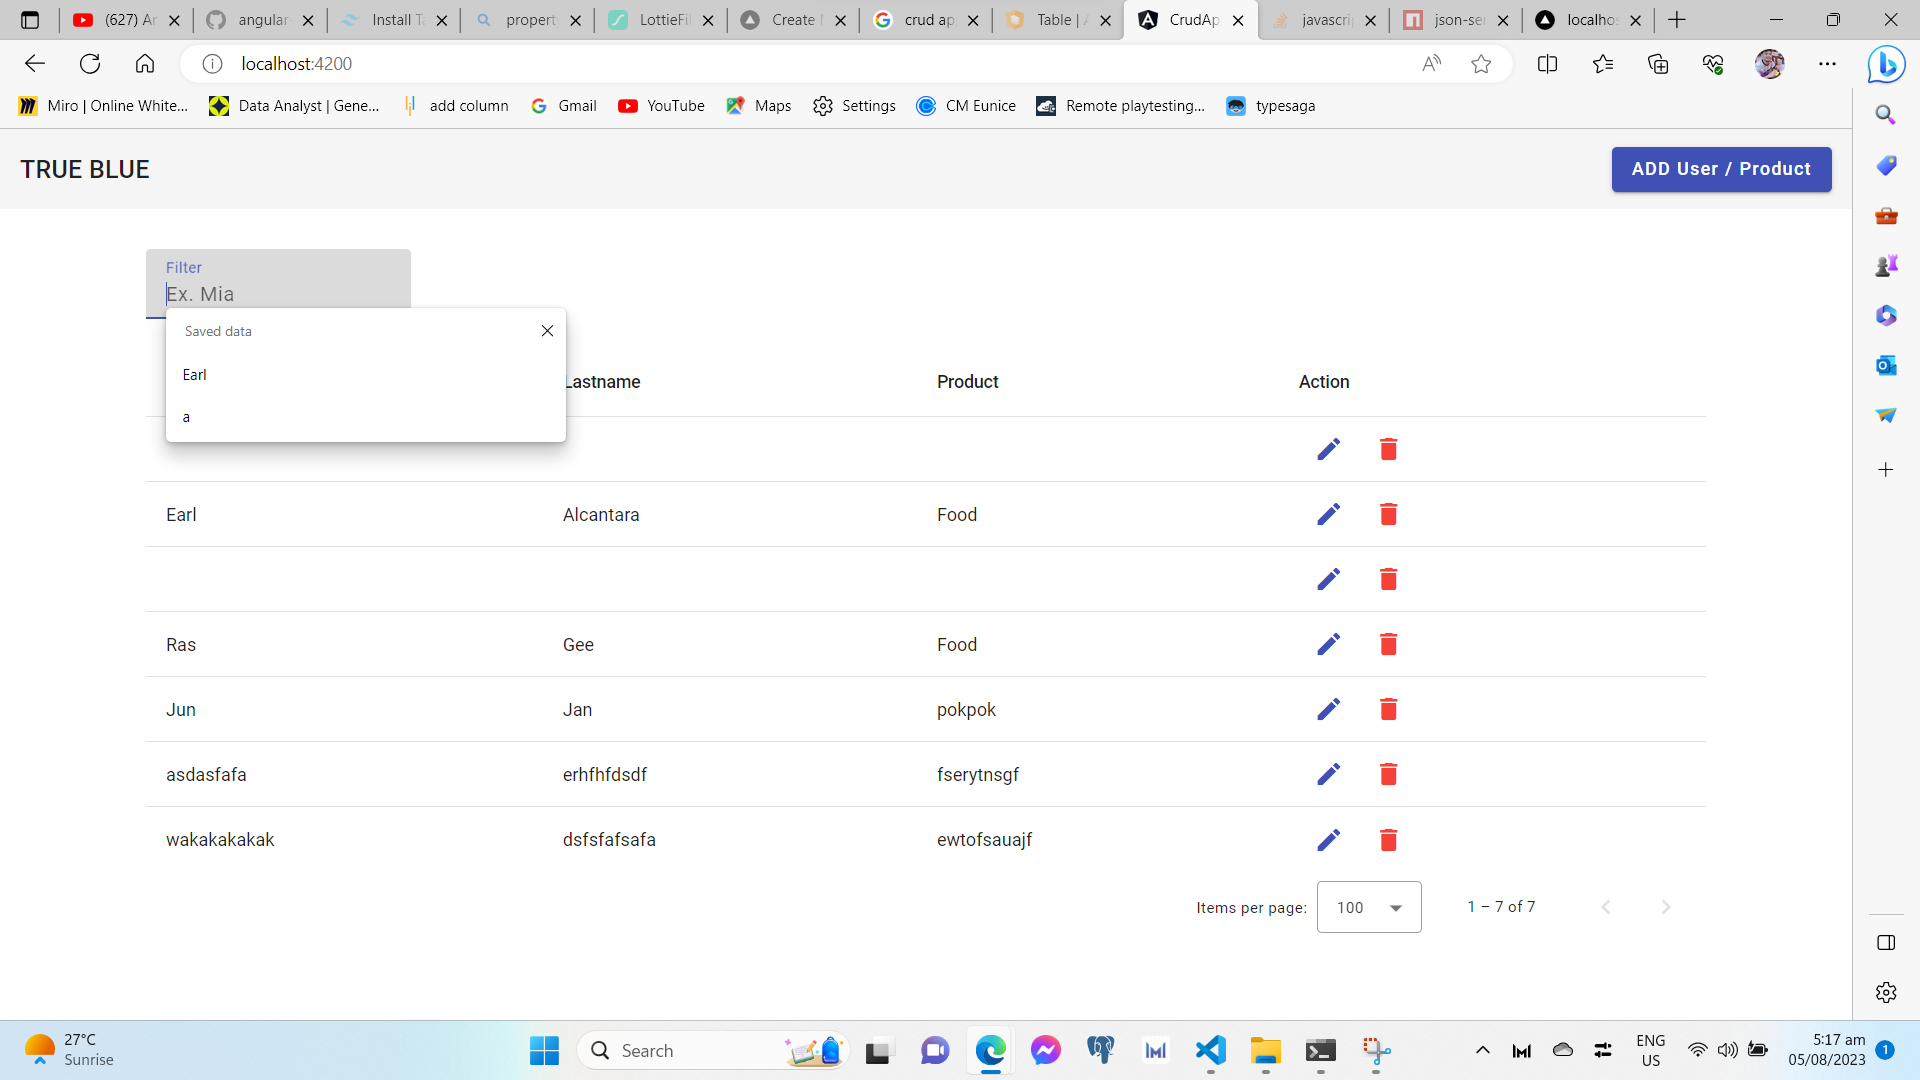 (627) Ar
angular
Install Ta
property
LottieFil
Create
crud ap
Table | A
CrudAp
javascri
json-ser
localhos
localhost:4200
Miro | Online White...
Data Analyst | Gene...
add column
Gmail
YouTube
Maps
Settings
CM Eunice
Remote playtesting...
typesaga
TRUE BLUE
ADD User / Product
Filter
Ex. Mia
Saved data
Earl
a
Lastname Product Action
Earl Alcantara Food
Ras Gee Food
Jun Jan pokpok
asdasfafa erhfhfdsdf fserytnsgf
wakakakakak dsfsfafsafa ewtofsauajf
Items per page: 100 1 – 7 of 7
27°C
Sunrise
Search
ENG
US
5:17 am
05/08/2023
1